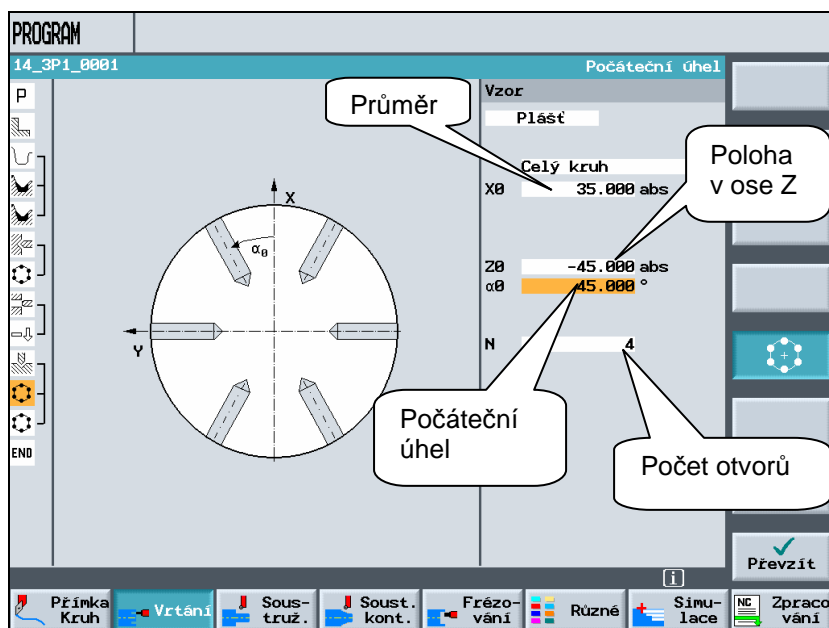 PROGRAM
14_3P1_0001 Počáteční úhel
P
END
X
α0
Y
Vzor
Plášť
Celý kruh
X0 35.000 abs
Z0 -45.000 abs
α0 45.000 °
N 4
Průměr
Poloha
v ose Z
Počáteční
úhel
Počet otvorů
Převzít
i
Přímka
Kruh
Vrtání
Sous-
truž.
Soust.
kont.
Frézo-
vání
Různé
Simu-
lace
NC
Zpraco
vání
N